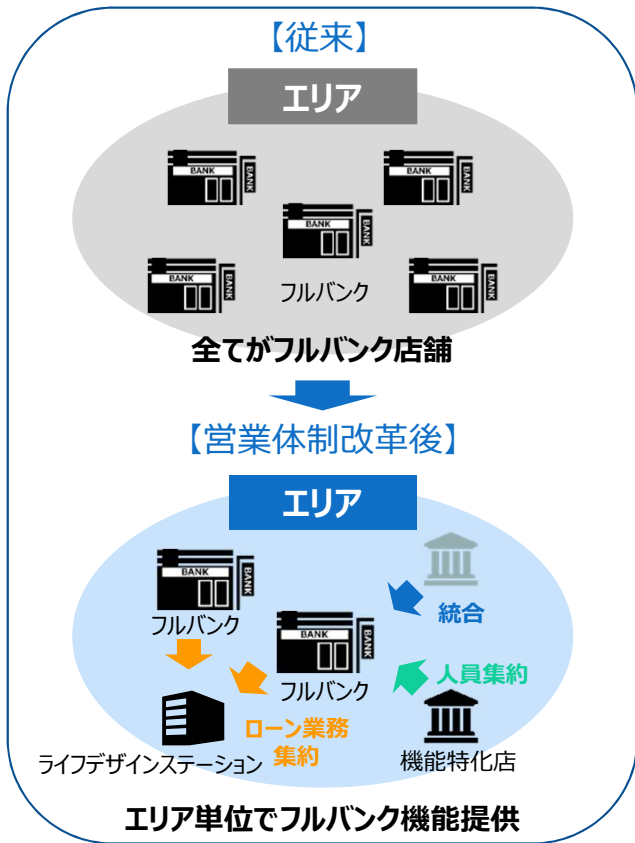 【従来】
エリア
BANK
BANK
BANK
BANK
BANK
BANK
BANK
BANK
BANK
BANK
フルバンク
全てがフルバンク店舗
【営業体制改革後】
エリア
BANK
BANK
フルバンク
統合
BANK
BANK
フルバンク
人員集約
ローン業務
集約
ライフデザインステーション
機能特化店
エリア単位でフルバンク機能提供